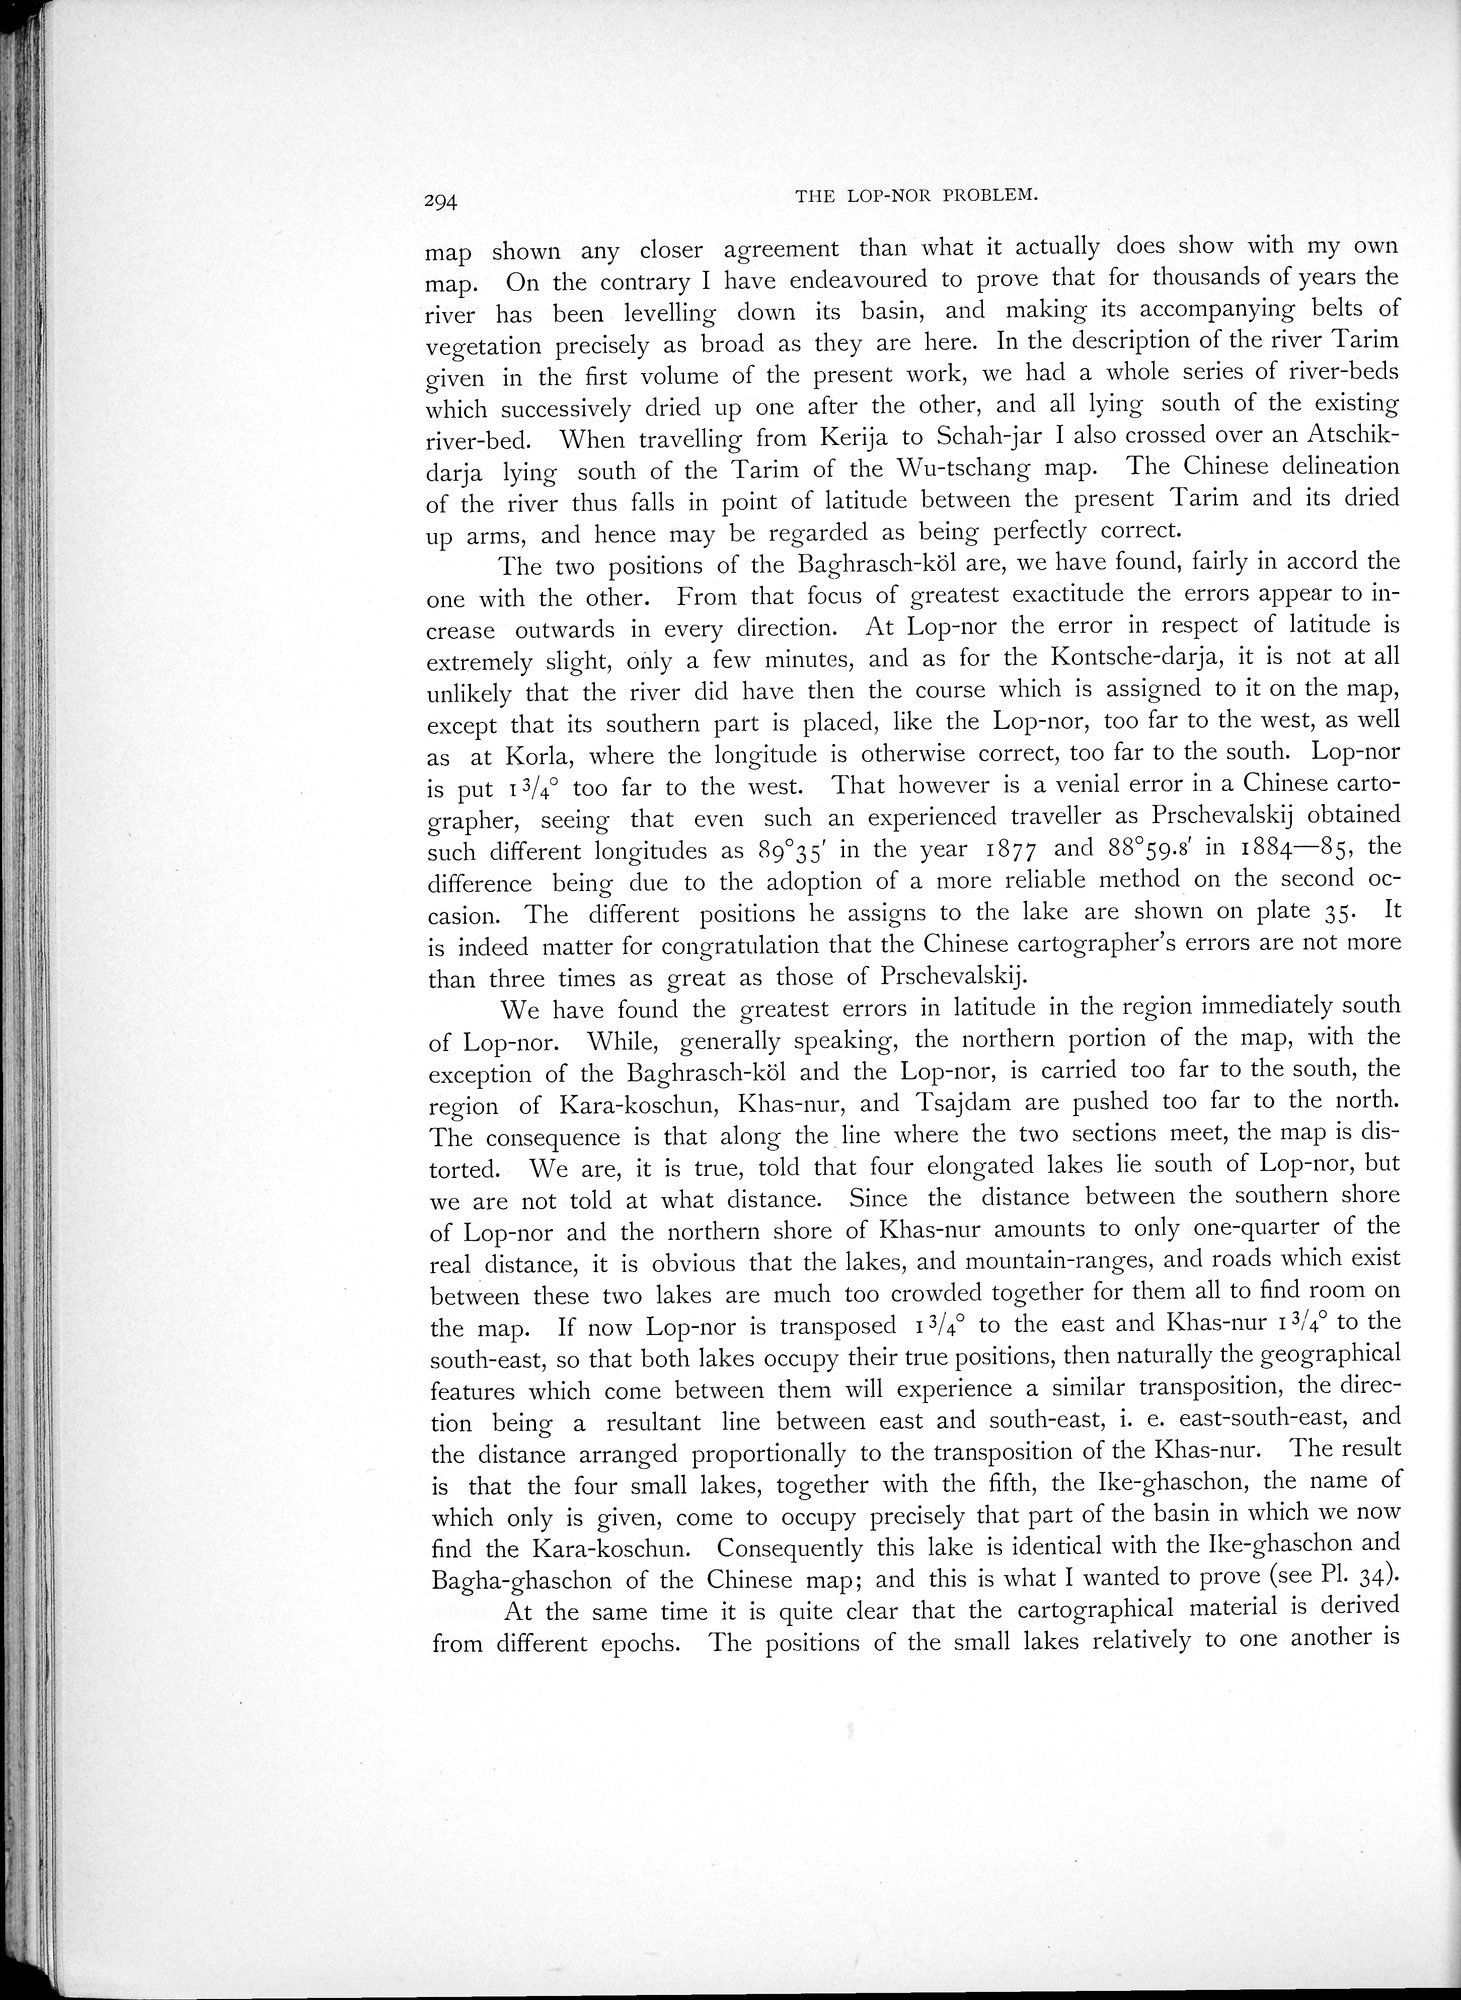 294
THE LOP-NOR PROBLEM.
map shown any closer agreement than what it actually does show with my own
map. On the contrary I have endeavoured to prove that for thousands of years the
river has been levelling down its basin, and making its accompanying belts of
vegetation precisely as broad as they are here. In the description of the river Tarim
given in the first volume of the present work, we had a whole series of river-beds
which successively dried up one after the other, and all lying south of the existing
river-bed. When travelling from Kerija to Schah-jar I also crossed over an Atschik-
darja lying south of the Tarim of the Wu-tschang map. The Chinese delineation
of the river thus falls in point of latitude between the present Tarim and its dried
up arms, and hence may be regarded as being perfectly correct.
The two positions of the Baghrasch-köl are, we have found, fairly in accord the
one with the other. From that focus of greatest exactitude the errors appear to in-
crease outwards in every direction. At Lop-nor the error in respect of latitude is
extremely slight, only a few minutes, and as for the Kontsche-darja, it is not at all
unlikely that the river did have then the course which is assigned to it on the map,
except that its southern part is placed, like the Lop-nor, too far to the west, as well
as at Korla, where the longitude is otherwise correct, too far to the south. Lop-nor
is put 1 3/4° too far to the west. That however is a venial error in a Chinese carto-
grapher, seeing that even such an experienced traveller as Prschevalskij obtained
such different longitudes as 89°35′ in the year 1877 and 88°59.8′ in 1884—85, the
difference being due to the adoption of a more reliable method on the second oc-
casion. The different positions he assigns to the lake are shown on plate 35. It
is indeed matter for congratulation that the Chinese cartographer's errors are not more
than three times as great as those of Prschevalskij.
We have found the greatest errors in latitude in the region immediately south
of Lop-nor. While, generally speaking, the northern portion of the map, with the
exception of the Baghrasch-köl and the Lop-nor, is carried too far to the south, the
region of Kara-koschun, Khas-nur, and Tsajdam are pushed too far to the north.
The consequence is that along the line where the two sections meet, the map is dis-
torted. We are, it is true, told that four elongated lakes lie south of Lop-nor, but
we are not told at what distance. Since the distance between the southern shore
of Lop-nor and the northern shore of Khas-nur amounts to only one-quarter of the
real distance, it is obvious that the lakes, and mountain-ranges, and roads which exist
between these two lakes are much too crowded together for them all to find room on
the map. If now Lop-nor is transposed 1 3/4° to the east and Khas-nur 1 3/4° to the
south-east, so that both lakes occupy their true positions, then naturally the geographical
features which come between them will experience a similar transposition, the direc-
tion being a resultant line between east and south-east, i. e. east-south-east, and
the distance arranged proportionally to the transposition of the Khas-nur. The result
is that the four small lakes, together with the fifth, the Ike-ghaschon, the name of
which only is given, come to occupy precisely that part of the basin in which we now
find the Kara-koschun. Consequently this lake is identical with the Ike-ghaschon and
Bagha-ghaschon of the Chinese map; and this is what I wanted to prove (see Pl. 34).
At the same time it is quite clear that the cartographical material is derived
from different epochs. The positions of the small lakes relatively to one another is